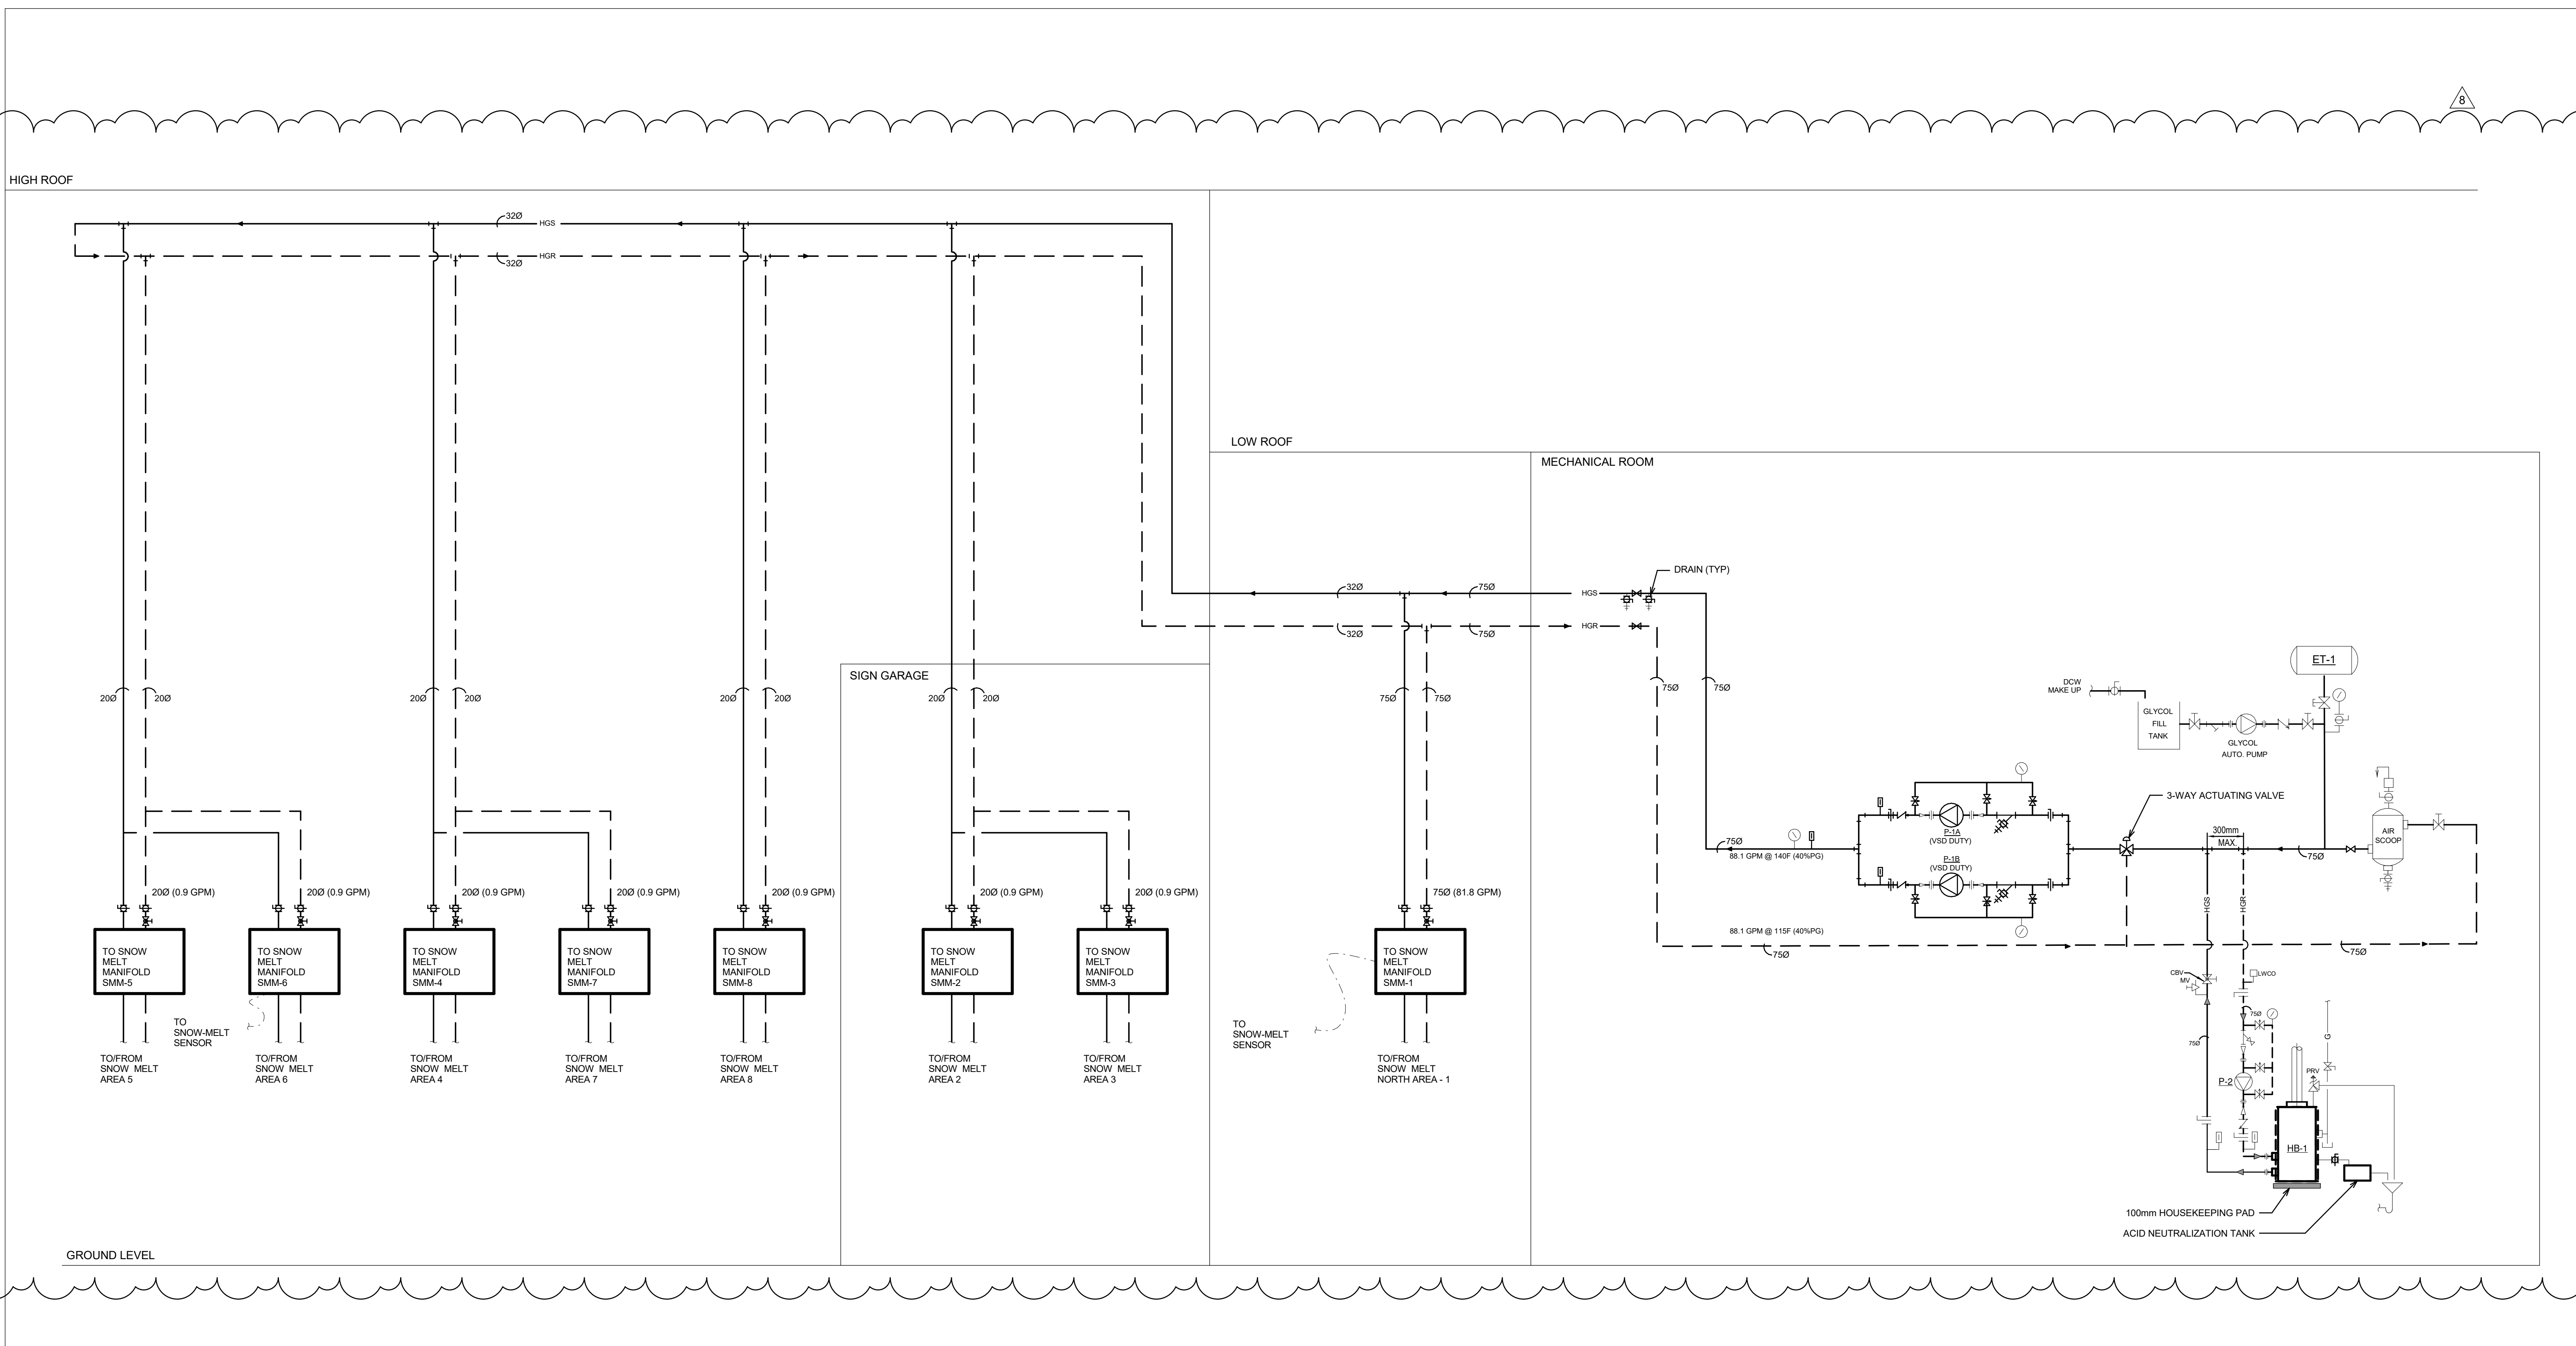 8
HIGH ROOF
32Ø
HGS
HGR
32Ø
LOW ROOF
MECHANICAL ROOM
DRAIN (TYP)
32Ø
75Ø
HGS
32Ø
75Ø
HGR
SIGN GARAGE
20Ø
20Ø
20Ø
20Ø
20Ø
20Ø
20Ø
20Ø
75Ø
75Ø
75Ø
75Ø
ET-1
DCW
MAKE UP
GLYCOL
FILL
TANK
GLYCOL
AUTO. PUMP
3-WAY ACTUATING VALVE
300mm
MAX.
AIR
SCOOP
75Ø
P-1A
(VSD DUTY)
P-1B
(VSD DUTY)
75Ø
88.1 GPM @ 140F (40%PG)
88.1 GPM @ 115F (40%PG)
75Ø
75Ø
HGS
HGR
20Ø (0.9 GPM)
20Ø (0.9 GPM)
20Ø (0.9 GPM)
20Ø (0.9 GPM)
20Ø (0.9 GPM)
20Ø (0.9 GPM)
20Ø (0.9 GPM)
75Ø (81.8 GPM)
TO SNOW
MELT
MANIFOLD
SMM-5
TO SNOW
MELT
MANIFOLD
SMM-6
TO SNOW
MELT
MANIFOLD
SMM-4
TO SNOW
MELT
MANIFOLD
SMM-7
TO SNOW
MELT
MANIFOLD
SMM-8
TO SNOW
MELT
MANIFOLD
SMM-2
TO SNOW
MELT
MANIFOLD
SMM-3
TO SNOW
MELT
MANIFOLD
SMM-1
TO
SNOW-MELT
SENSOR
TO
SNOW-MELT
SENSOR
TO/FROM
SNOW MELT
AREA 5
TO/FROM
SNOW MELT
AREA 6
TO/FROM
SNOW MELT
AREA 4
TO/FROM
SNOW MELT
AREA 7
TO/FROM
SNOW MELT
AREA 8
TO/FROM
SNOW MELT
AREA 2
TO/FROM
SNOW MELT
AREA 3
TO/FROM
SNOW MELT
NORTH AREA - 1
CBV
MV
LWCO
75Ø
75Ø
G
P-2
PRV
HB-1
100mm HOUSEKEEPING PAD
ACID NEUTRALIZATION TANK
GROUND LEVEL